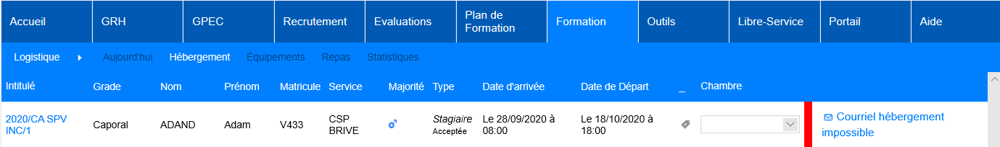 Accueil GRH GPEC Recrutement Evaluations Plan de Formation Formation Outils Libre-Service Portail Aide
Logistique Aujourd'hui Hébergement Équipements Repas Statistiques
Intitulé Grade Nom Prénom Matricule Service Majorité Type Date d'arrivée Date de Départ _ Chambre
2020/CA SPV INC/1 Caporal ADAND Adam V433 CSP BRIVE Stagiaire Acceptée Le 28/09/2020 à 08:00 Le 18/10/2020 à 18:00 Courriel hébergement impossible